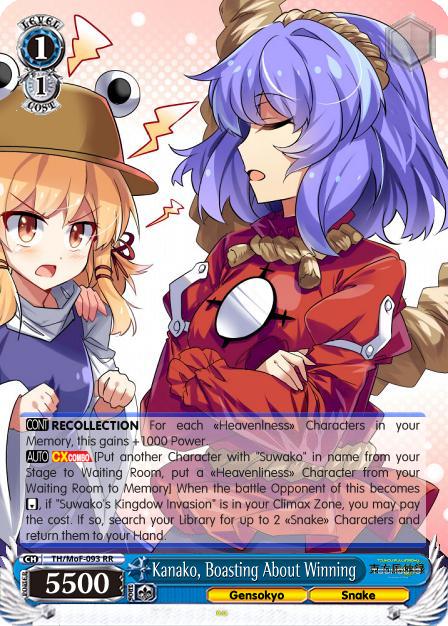 LEVEL
1
1
COST
CONT RECOLLECTION For each «Heavenlness» Characters in your
Memory, this gains +1000 Power.
AUTO CXCOMBO [Put another Character with "Suwako" in name from your
Stage to Waiting Room, put a «Heavenliness» Character from your
Waiting Room to Memory] When the battle Opponent of this becomes
[ ], if "Suwako's Kingdow Invasion" is in your Climax Zone, you may pay
the cost. If so, search your Library for up to 2 «Snake» Characters and
return them to your Hand.
CH TH/MoF-093 RR
POWER 5500 SOUL Kanako, Boasting About Winning
Gensokyo Snake